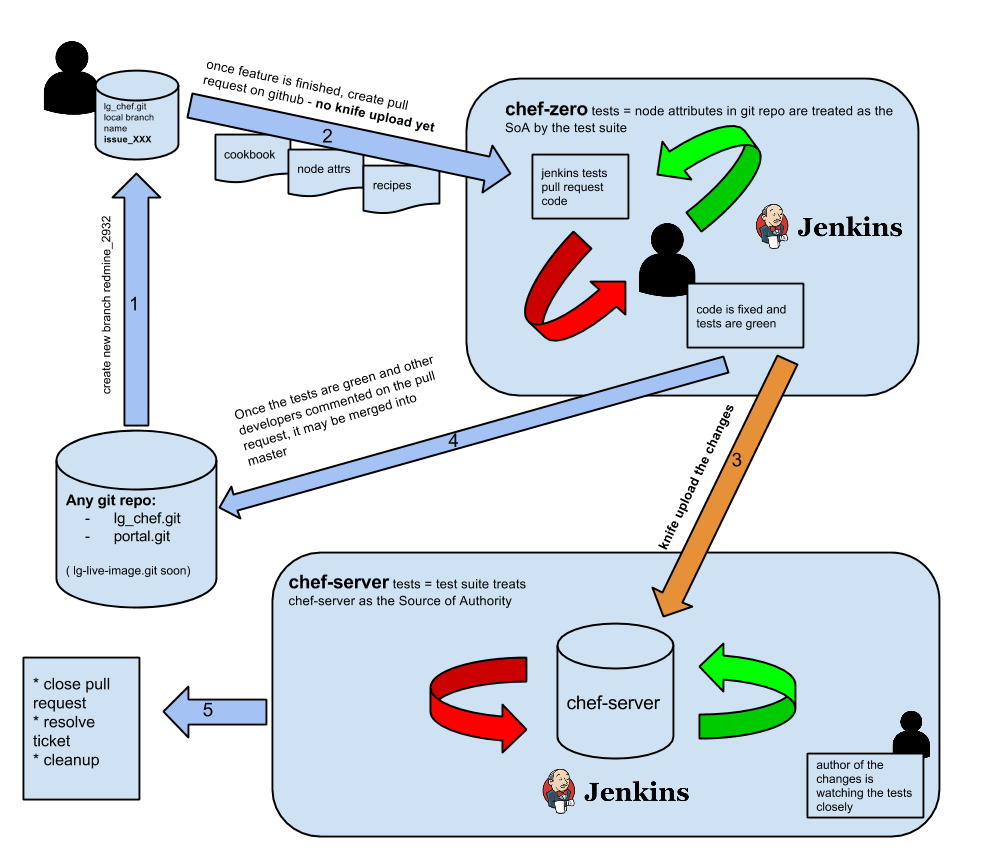 lg_chef.git
local branch
name
issue_XXX
once feature is finished, create pull
request on github - no knife upload yet
2
cookbook
node attrs
recipes
chef-zero tests = node attributes in git repo are treated as the
SoA by the test suite
jenkins tests
pull request
code
Jenkins
code is fixed and
tests are green
create new branch redmine_2932
1
Once the tests are green and other
developers commented on the pull
request, it may be merged into
master
4
knife upload the changes
3
Any git repo:
- lg_chef.git
- portal.git
( lg-live-image.git soon)
chef-server tests = test suite treats
chef-server as the Source of Authority
chef-server
Jenkins
author of the
changes is
watching the tests
closely
5
* close pull
request
* resolve
ticket
* cleanup